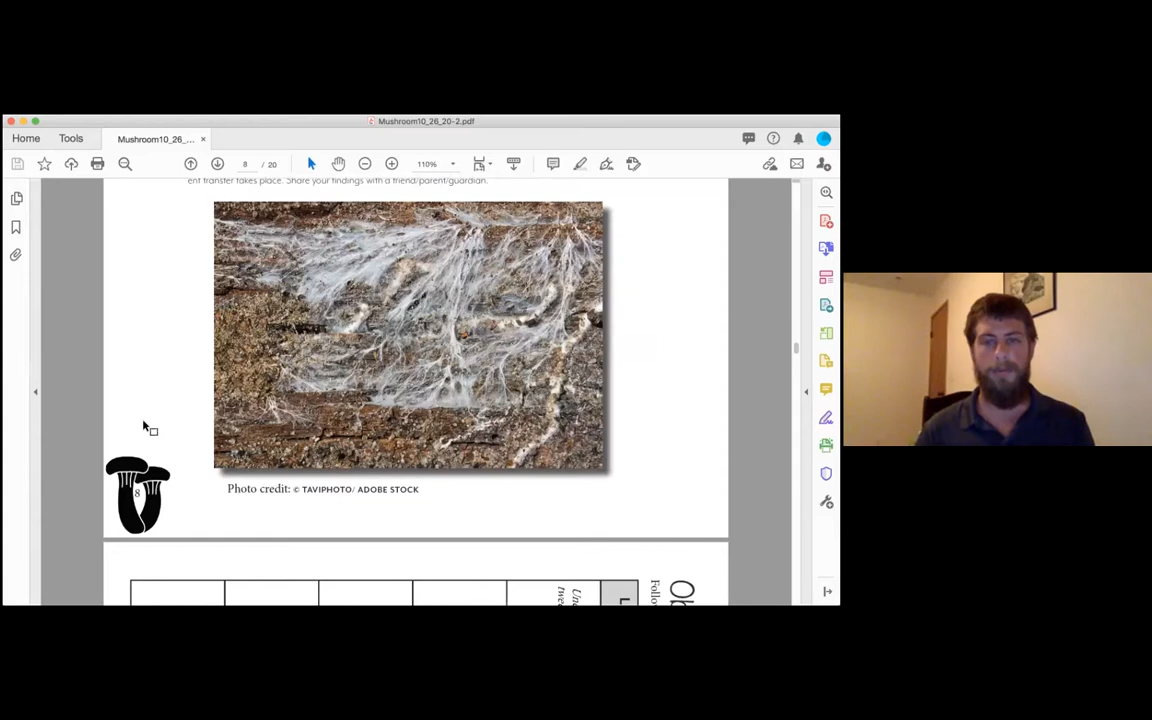 Mushroom10_26_20-2.pdf
Home
Tools
Mushroom10_26_...
8
/ 20
110%
ent transfer takes place. Share your findings with a friend/parent/guardian.
Photo credit: © TAVIPHOTO/ ADOBE STOCK
8
L